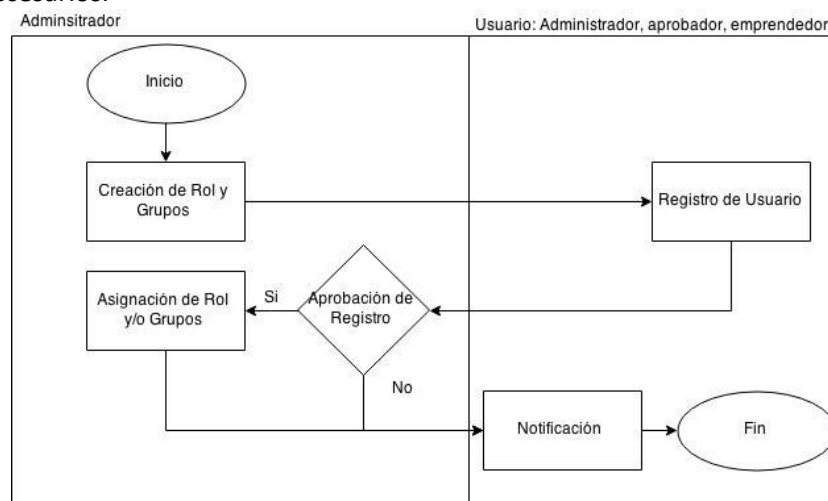 Adminsitrador
Usuario: Administrador, aprobador, emprendedor
Inicio
Creación de Rol y
Grupos
Registro de Usuario
Asignación de Rol
y/o Grupos
Si
Aprobación de
Registro
No
Notificación
Fin